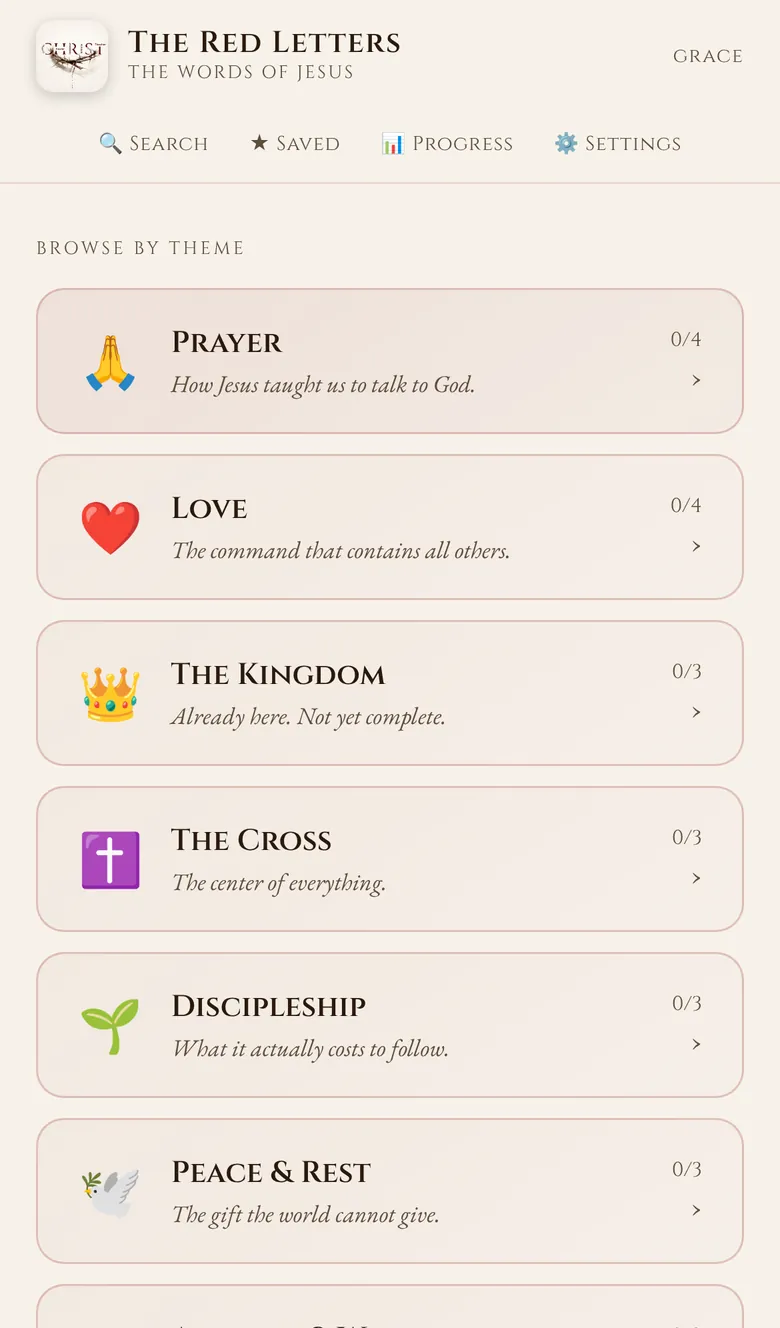 CHRIST
The Red Letters
THE WORDS OF JESUS
GRACE
🔍 Search
★ Saved
📊 Progress
⚙️ Settings
BROWSE BY THEME
Prayer
0/4
How Jesus taught us to talk to God.
›
Love
0/4
The command that contains all others.
›
The Kingdom
0/3
Already here. Not yet complete.
›
The Cross
0/3
The center of everything.
›
Discipleship
0/3
What it actually costs to follow.
›
Peace & Rest
0/3
The gift the world cannot give.
›